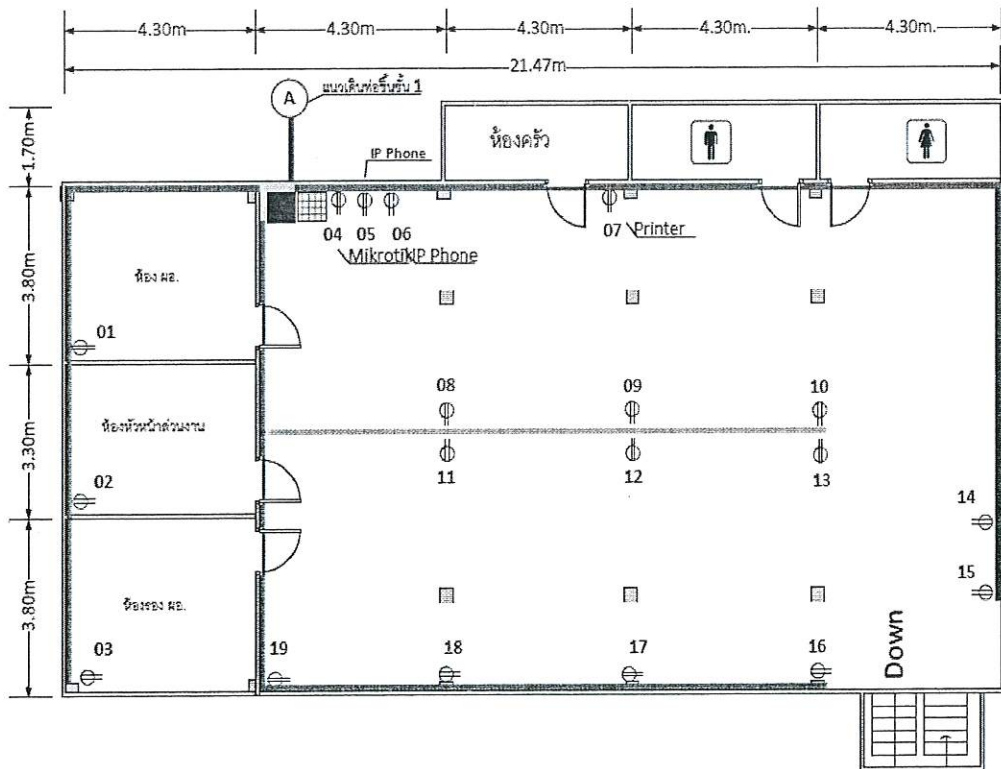 4.30m
4.30m
4.30m
4.30m.
4.30m.
21.47m
A
แนวเดินท่อขึ้นชั้น 1
1.70m
ห้องครัว
IP Phone
04
05
06
07
Printer
Mikrotik
IP Phone
3.80m
ห้อง ผอ.
01
08
09
10
ห้องหัวหน้าส่วนงาน
3.30m
02
11
12
13
14
15
3.80m
ห้องรอง ผอ.
Down
03
19
18
17
16